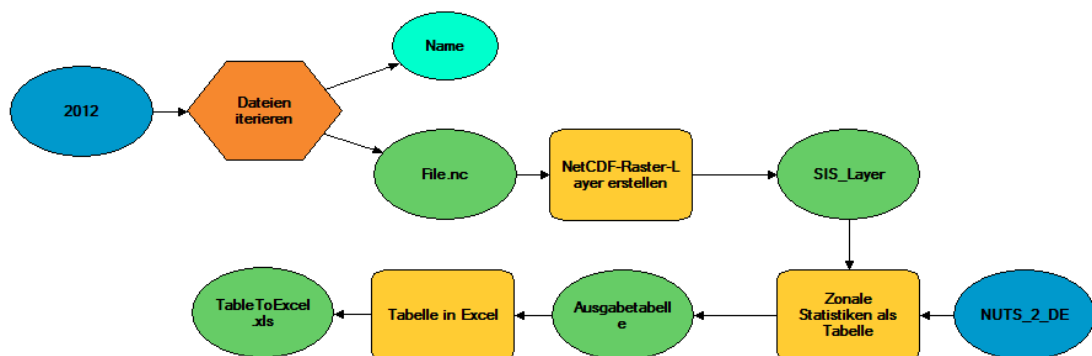 Name
2012
Dateien
iterieren
File.nc
NetCDF-Raster-L
ayer erstellen
SIS_Layer
TableToExcel
.xls
Tabelle in Excel
Ausgabetabell
e
Zonale
Statistiken als
Tabelle
NUTS_2_DE